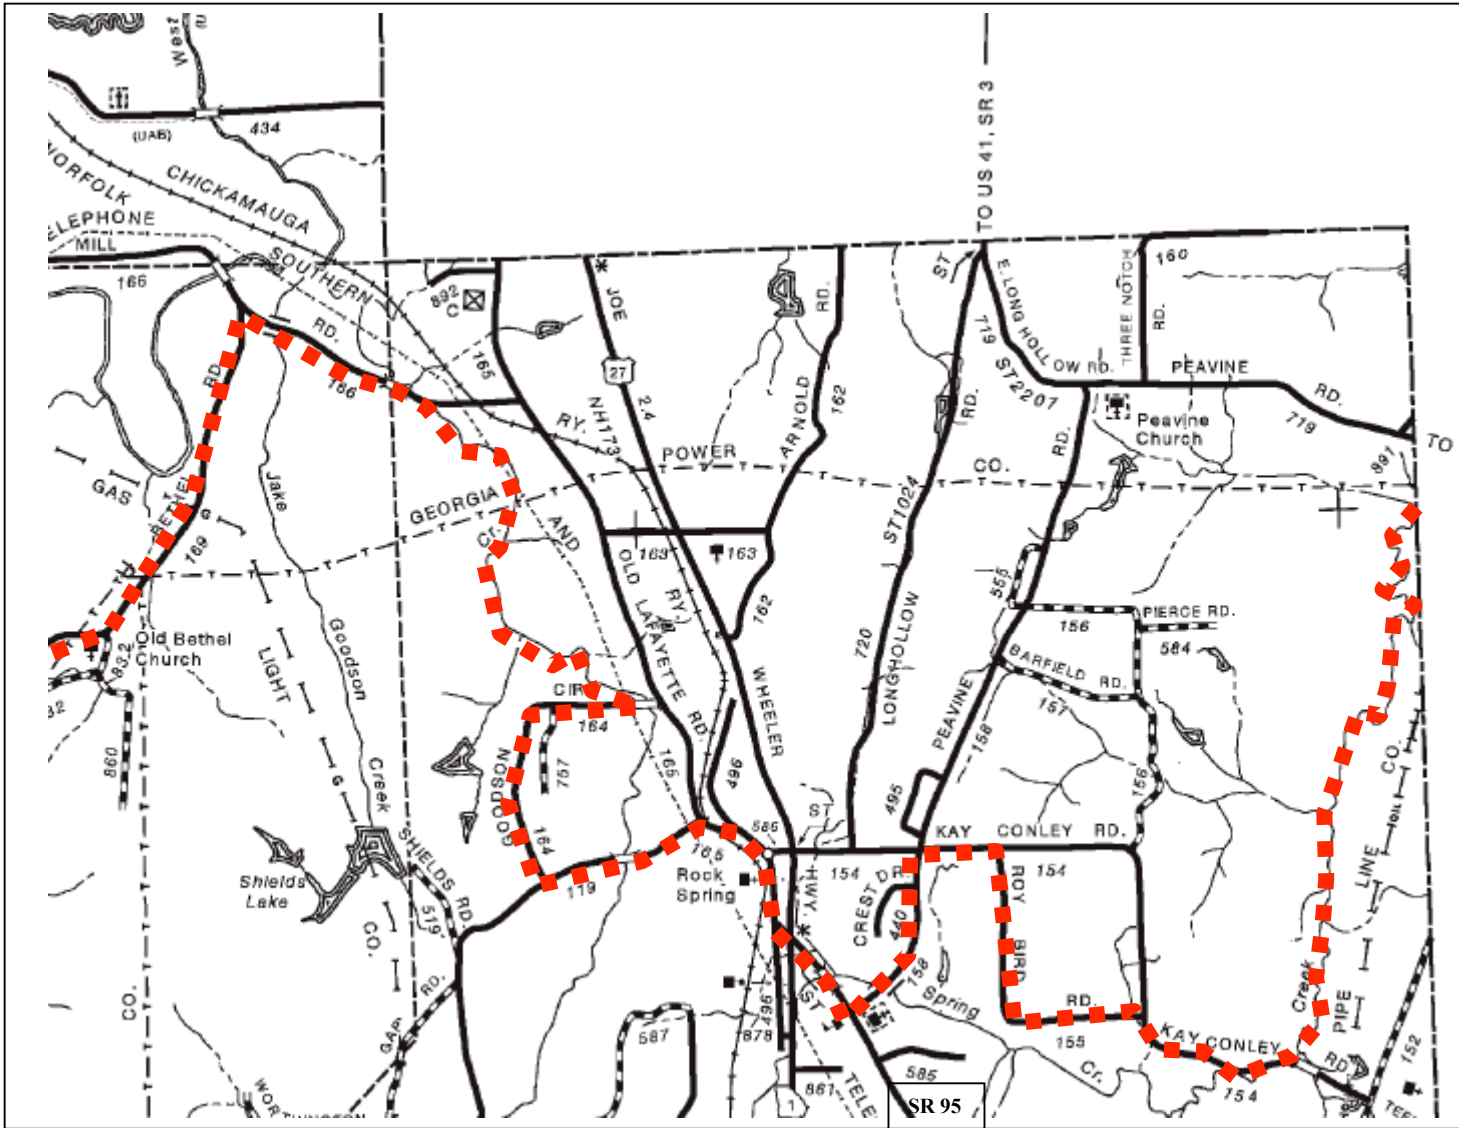 West
434
(UAB)
CHICKAMAUGA
NORFOLK
TELEPHONE
MILL
166
SOUTHERN
RD.
166
892
C
165
JOE
27
2.4
NH173
RY.
ARNOLD
RD.
162
POWER
CO.
GEORGIA
AND
TO US 41, SR 3
ST
E. LONG HOLLOW RD.
719
ST2207
THREE NOTCH
RD.
160
PEAVINE
RD.
719
891
TO
Peavine
Church
RD.
RD.
RD
BETHEL
169
GAS
G
Jake
Goodson
Creek
LIGHT
G
CO.
Old Bethel
Church
832
860
CO.
Cr.
OLD LAFAYETTE RD.
163
163
162
RY.)
165
WHEELER
HWY.
496
720
LONGHOLLOW
ST1024
555
156
PIERCE RD.
584
BARFIELD RD.
157
156
PEAVINE
158
495
KAY CONLEY RD.
154
154
CIR.
164
757
GOODSON
164
179
165
Rock
Spring
586
ST
CREST DR.
440
158
ROY
BIRD
RD.
155
Spring
Cr.
KAY CONLEY RD.
154
Creek
PIPE
LINE
CO.
152
Shields
Lake
SHIELDS RD.
519
GAP RD.
587
496
878
ST
861
1
585
SR 95